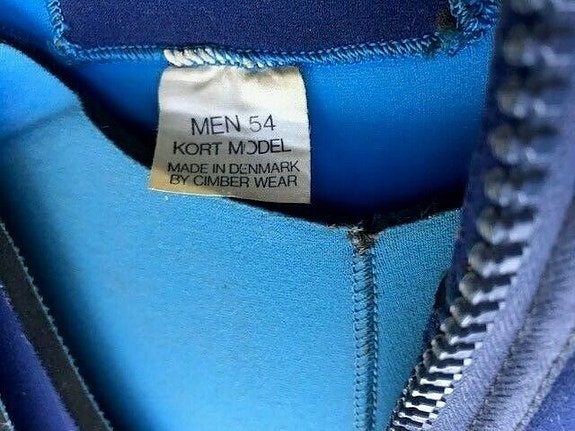 MEN 54
KORT MODEL
MADE IN DENMARK
BY CIMBER WEAR